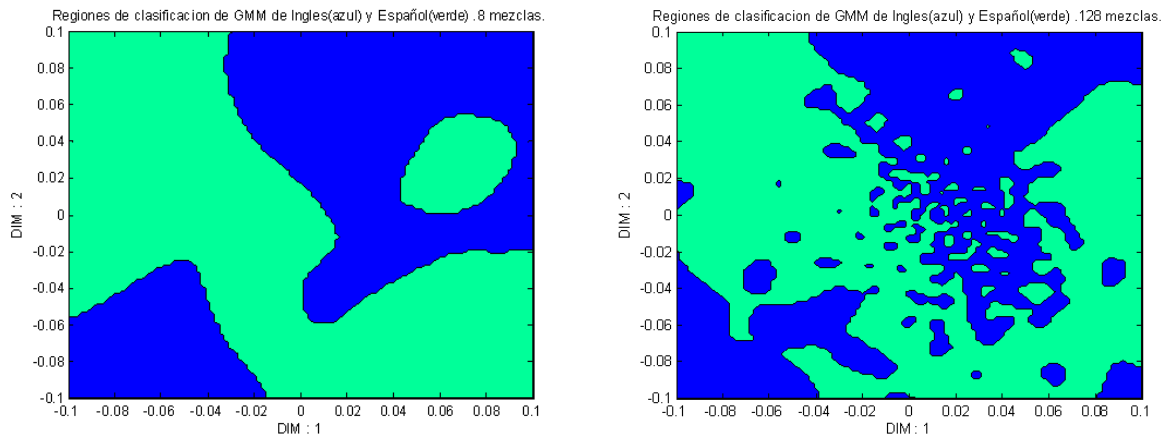 Regiones de clasificacion de GMM de Ingles(azul) y Español(verde) .8 mezclas.
0.1
0.08
0.06
0.04
0.02
0
-0.02
-0.04
-0.06
-0.08
-0.1
DIM : 2
-0.1 -0.08 -0.06 -0.04 -0.02 0 0.02 0.04 0.06 0.08 0.1
DIM : 1
Regiones de clasificacion de GMM de Ingles(azul) y Español(verde) .128 mezclas.
0.1
0.08
0.06
0.04
0.02
0
-0.02
-0.04
-0.06
-0.08
-0.1
DIM : 2
-0.1 -0.08 -0.06 -0.04 -0.02 0 0.02 0.04 0.06 0.08 0.1
DIM : 1